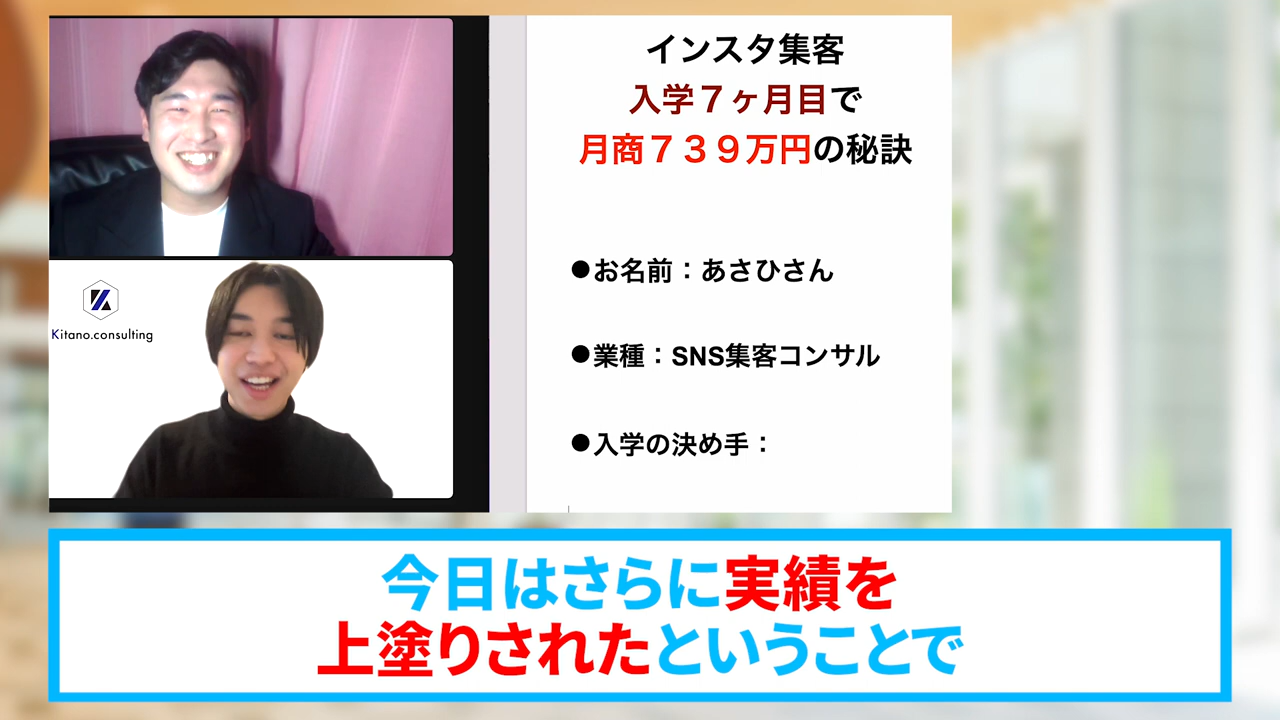 インスタ集客
入学７ヶ月目で
月商７３９万円の秘訣
●お名前：あさひさん
Kitano.consulting
●業種：SNS集客コンサル
●入学の決め手：
今日はさらに実績を
上塗りされたということで